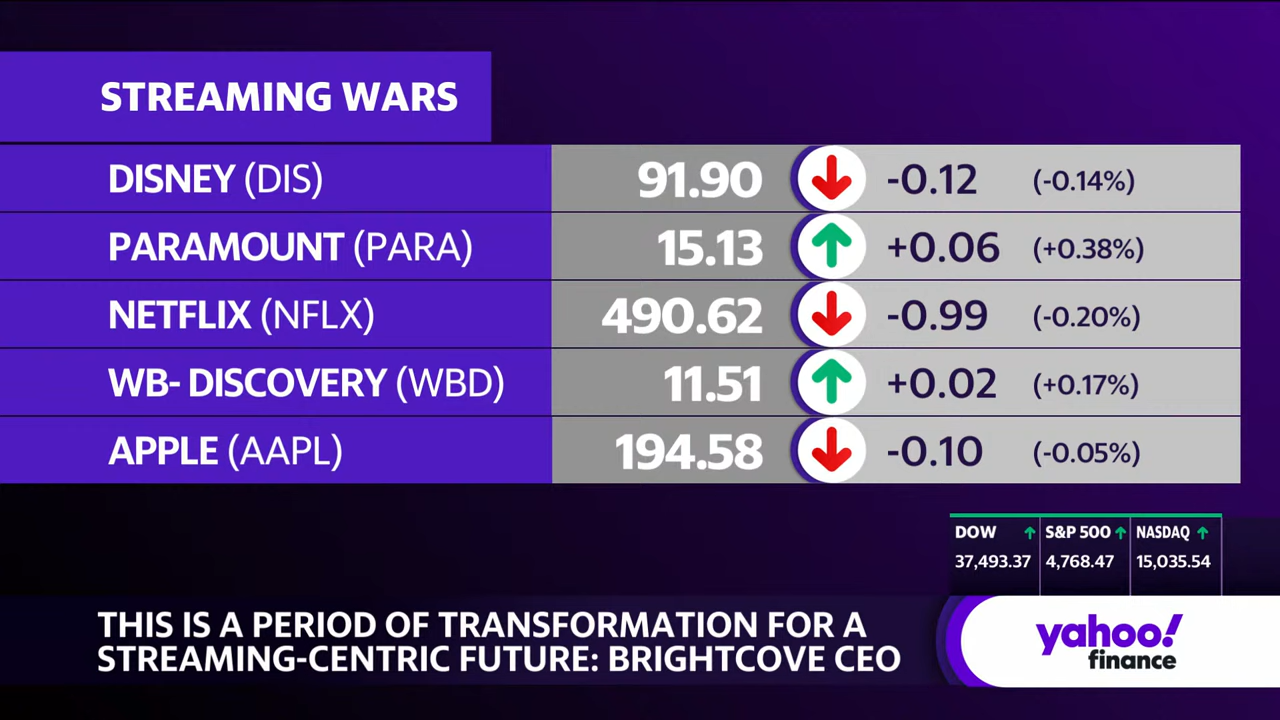 STREAMING WARS
DISNEY (DIS) 91.90 -0.12 (-0.14%)
PARAMOUNT (PARA) 15.13 +0.06 (+0.38%)
NETFLIX (NFLX) 490.62 -0.99 (-0.20%)
WB- DISCOVERY (WBD) 11.51 +0.02 (+0.17%)
APPLE (AAPL) 194.58 -0.10 (-0.05%)
DOW S&P 500 NASDAQ
37,493.37 4,768.47 15,035.54
THIS IS A PERIOD OF TRANSFORMATION FOR A
STREAMING-CENTRIC FUTURE: BRIGHTCOVE CEO
yahoo!
finance